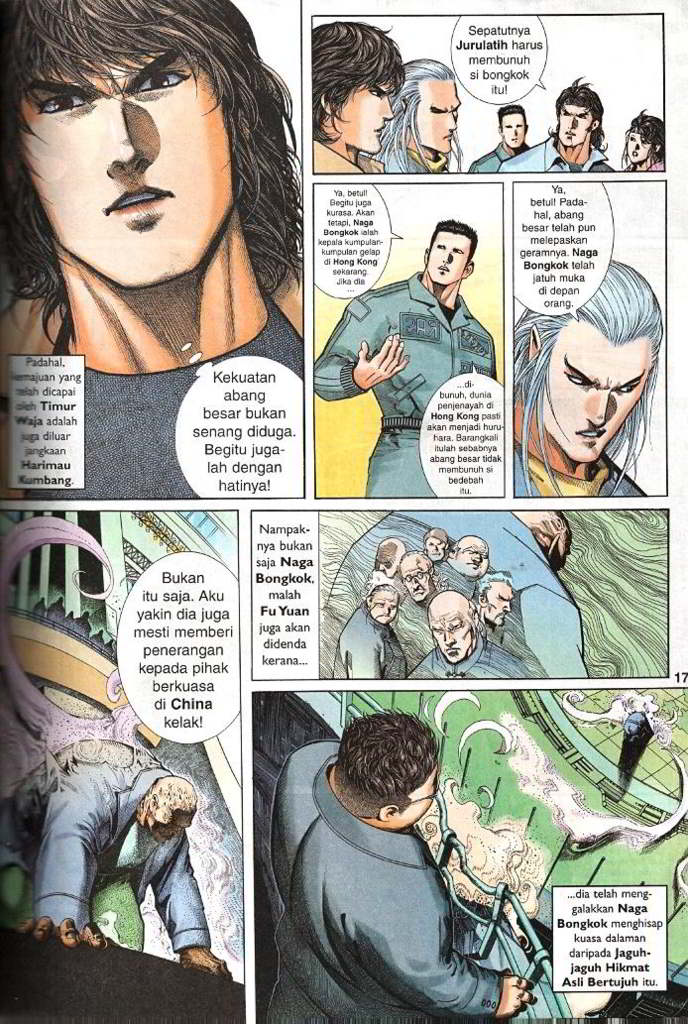 Padahal,
kemajuan yang
telah dicapai
oleh Timur
Waja adalah
juga diluar
jangkaan
Harimau
Kumbang.
Kekuatan
abang
besar bukan
senang diduga.
Begitu juga-
lah dengan
hatinya!
Sepatutnya
Jurulatih harus
membunuh
si bongkok
itu!
Ya, betul!
Begitu juga
kurasa. Akan
tetapi, Naga
Bongkok ialah
kepala kumpulan-
kumpulan gelap
di Hong Kong
sekarang.
Jika dia
...
...di-
bunuh, dunia
penjenayah di
Hong Kong pasti
akan menjadi huru-
hara. Barangkali
itulah sebabnya
abang besar tidak
membunuh si
bedebah
itu.
Ya,
betul! Pada-
hal, abang
besar telah pun
melepaskan
geramnya. Naga
Bongkok telah
jatuh muka
di depan
orang.
Bukan
itu saja. Aku
yakin dia juga
mesti memberi
penerangan
kepada pihak
berkuasa
di China
kelak!
Nampak-
nya bukan
saja Naga
Bongkok,
malah
Fu Yuan
juga akan
didenda
kerana...
17
...dia telah meng-
galakkan Naga
Bongkok menghisap
kuasa dalaman
daripada Jaguh-
jaguh Hikmat
Asli Bertujuh itu.